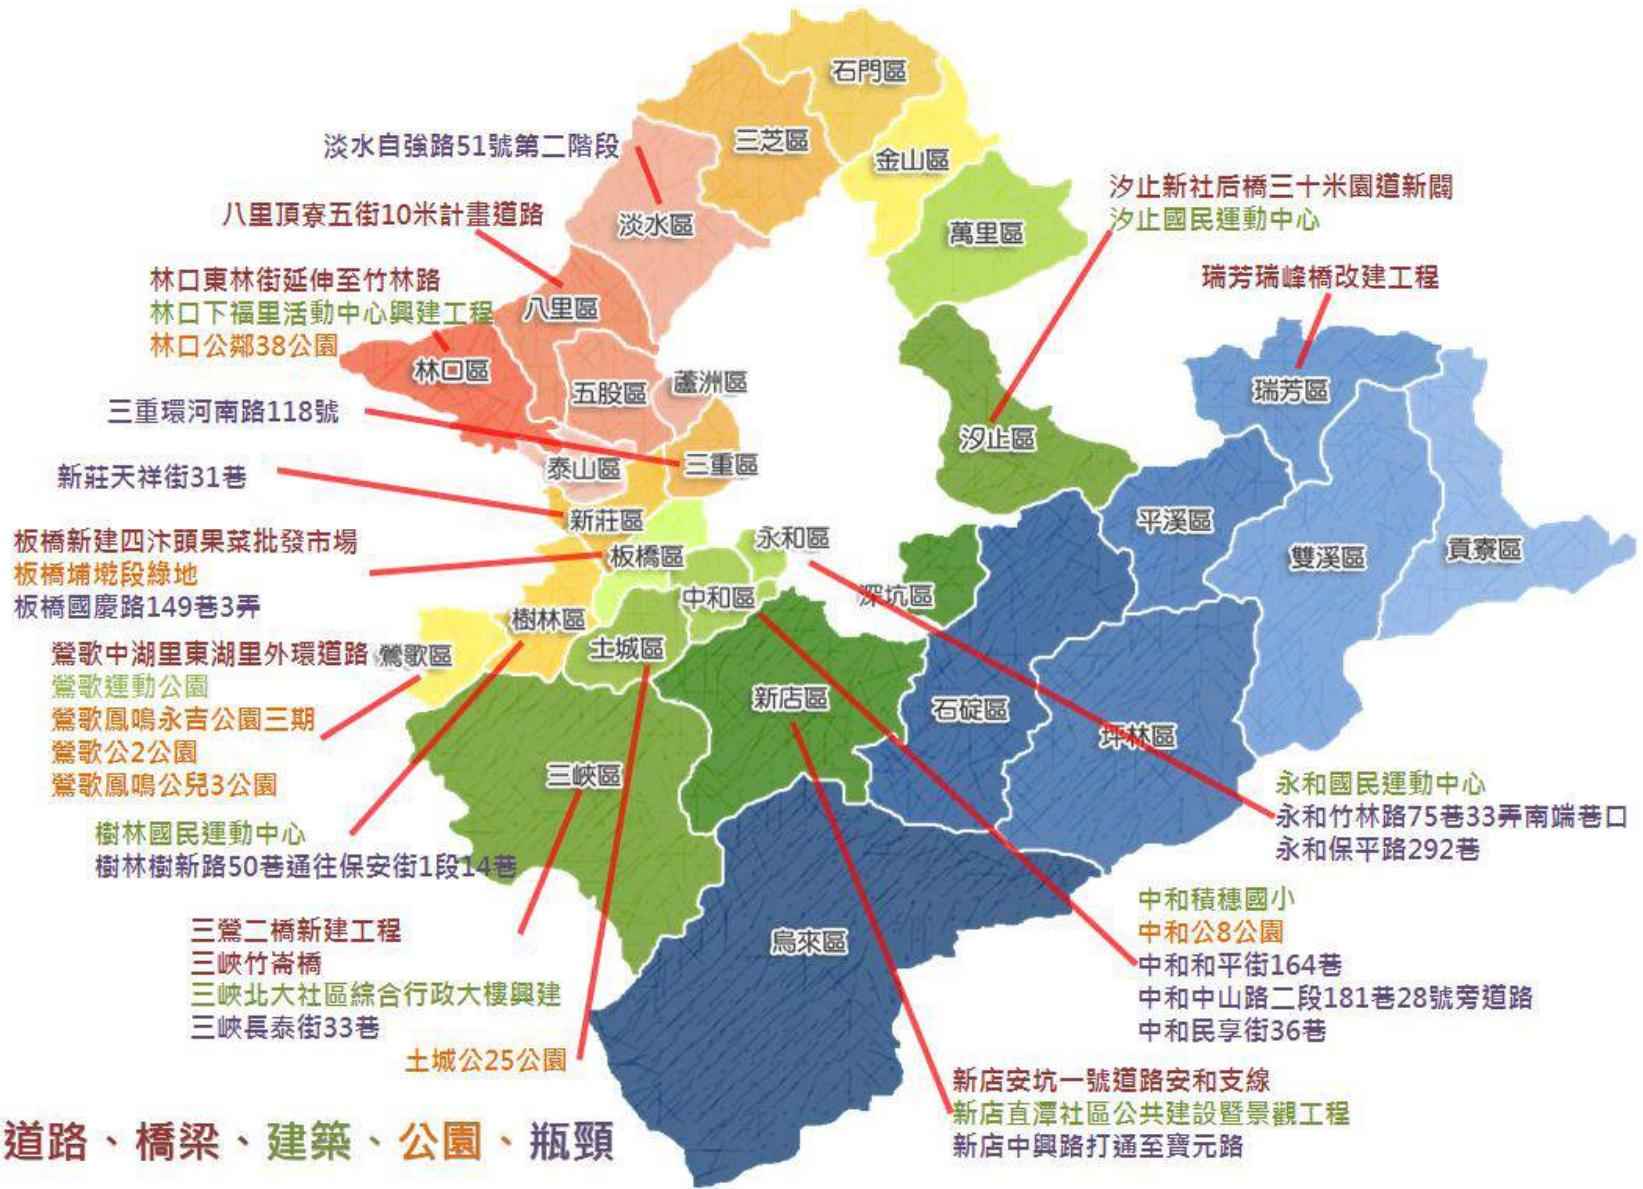 石門區
三芝區
金山區
淡水自強路51號第二階段
汐止新社后橋三十米園道新闢
汐止國民運動中心
八里頂寮五街10米計畫道路
淡水區
萬里區
林口東林街延伸至竹林路
林口下福里活動中心興建工程
林口公鄰38公園
瑞芳瑞峰橋改建工程
八里區
林口區
五股區
蘆洲區
瑞芳區
三重環河南路118號
汐止區
新莊天祥街31巷
泰山區
三重區
新莊區
平溪區
板橋新建四汴頭果菜批發市場
板橋埔墘段綠地
板橋國慶路149巷3弄
板橋區
永和區
雙溪區
貢寮區
中和區
深坑區
樹林區
土城區
鶯歌中湖里東湖里外環道路
鶯歌運動公園
鶯歌鳳鳴永吉公園三期
鶯歌公2公園
鶯歌鳳鳴公兒3公園
鶯歌區
新店區
石碇區
坪林區
三峽區
永和國民運動中心
永和竹林路75巷33弄南端巷口
永和保平路292巷
樹林國民運動中心
樹林樹新路50巷通往保安街1段14巷
三鶯二橋新建工程
三峽竹崙橋
三峽北大社區綜合行政大樓興建
三峽長泰街33巷
烏來區
中和積穗國小
中和公8公園
中和和平街164巷
中和中山路二段181巷28號旁道路
中和民享街36巷
土城公25公園
新店安坑一號道路安和支線
新店直潭社區公共建設暨景觀工程
新店中興路打通至寶元路
道路、橋梁、建築、公園、瓶頸